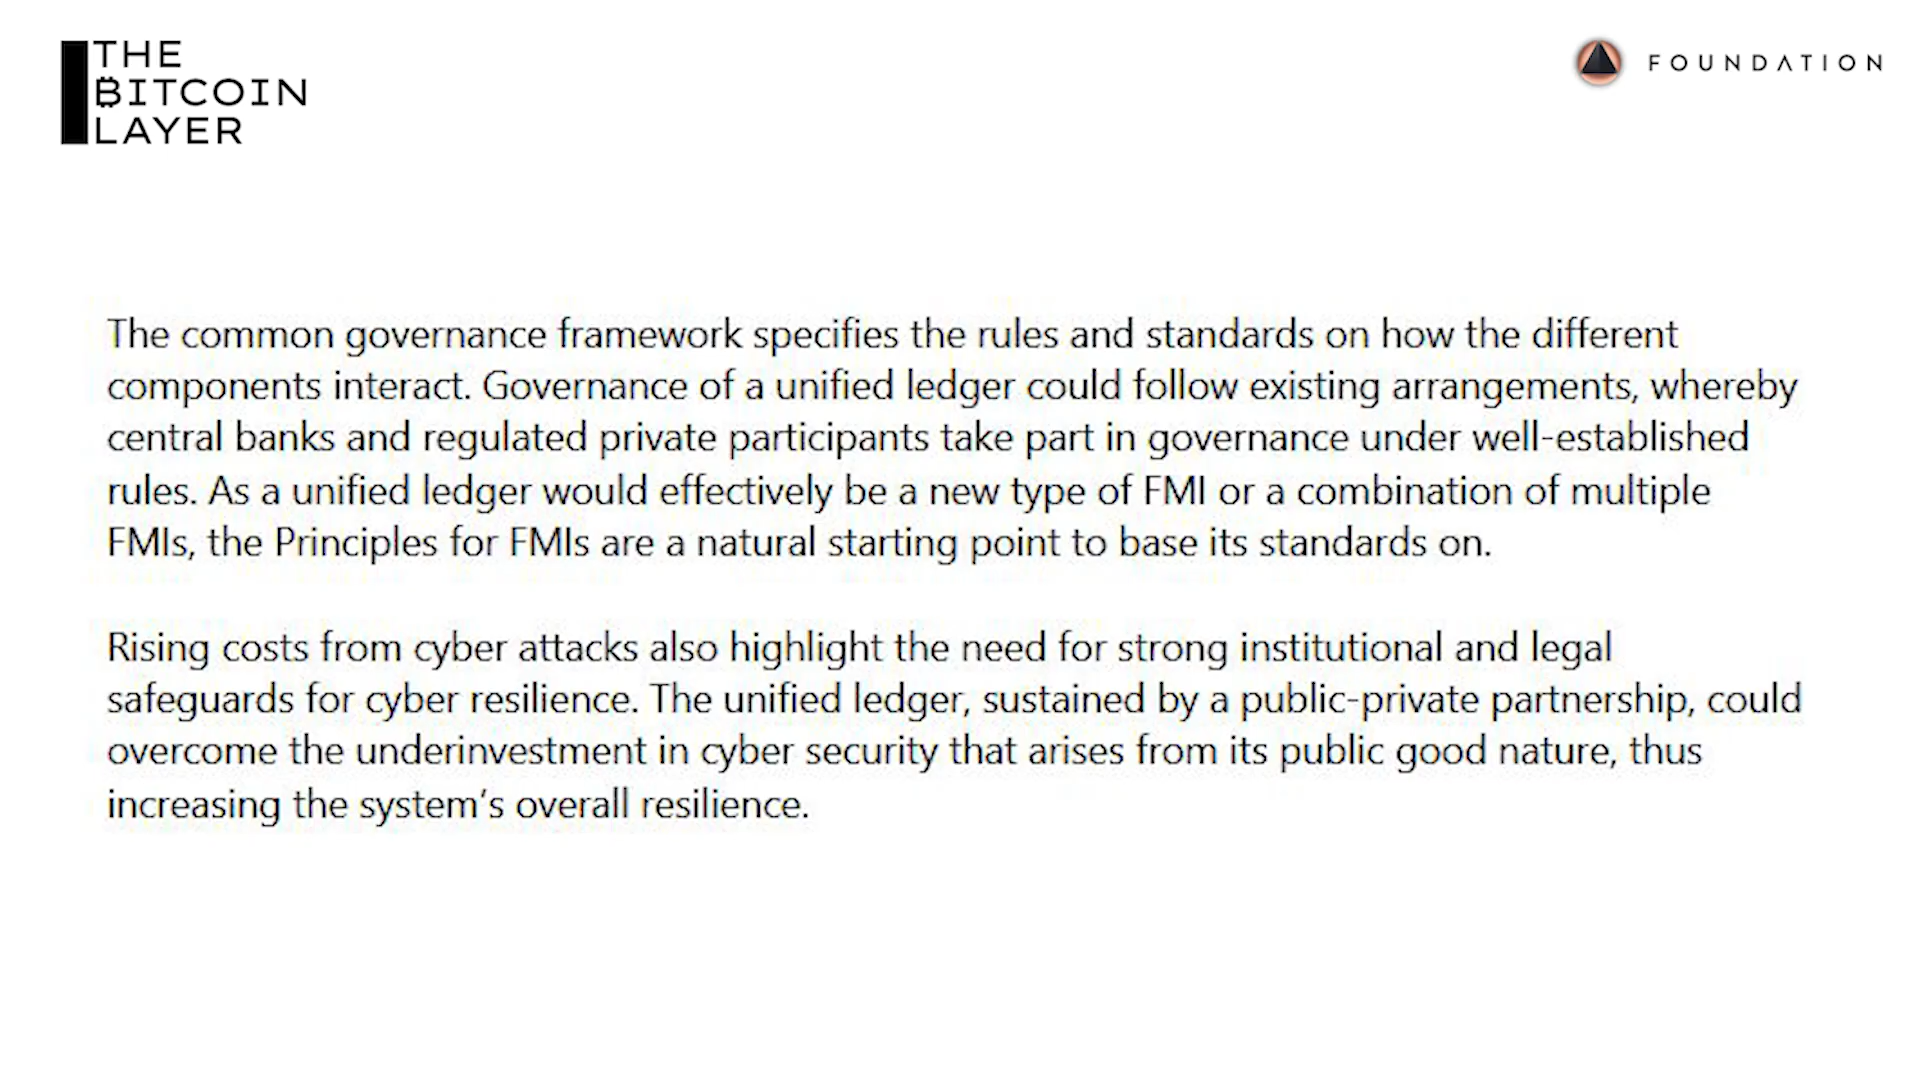 THE
BITCOIN
LAYER
FOUNDATION
The common governance framework specifies the rules and standards on how the different
components interact. Governance of a unified ledger could follow existing arrangements, whereby
central banks and regulated private participants take part in governance under well-established
rules. As a unified ledger would effectively be a new type of FMI or a combination of multiple
FMIs, the Principles for FMIs are a natural starting point to base its standards on.
Rising costs from cyber attacks also highlight the need for strong institutional and legal
safeguards for cyber resilience. The unified ledger, sustained by a public-private partnership, could
overcome the underinvestment in cyber security that arises from its public good nature, thus
increasing the system’s overall resilience.